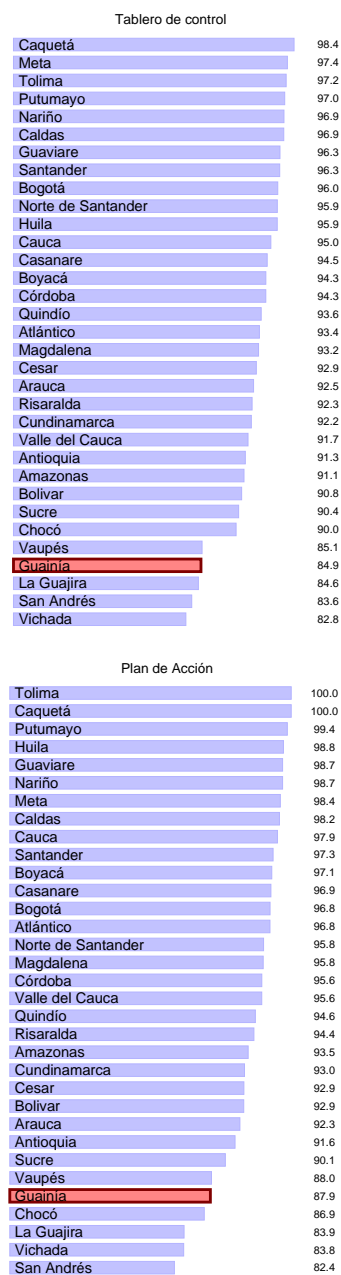 Tablero de control
Caquetá 98.4
Meta 97.4
Tolima 97.2
Putumayo 97.0
Nariño 96.9
Caldas 96.9
Guaviare 96.3
Santander 96.3
Bogotá 96.0
Norte de Santander 95.9
Huila 95.9
Cauca 95.0
Casanare 94.5
Boyacá 94.3
Córdoba 94.3
Quindío 93.6
Atlántico 93.4
Magdalena 93.2
Cesar 92.9
Arauca 92.5
Risaralda 92.3
Cundinamarca 92.2
Valle del Cauca 91.7
Antioquia 91.3
Amazonas 91.1
Bolivar 90.8
Sucre 90.4
Chocó 90.0
Vaupés 85.1
Guainía 84.9
La Guajira 84.6
San Andrés 83.6
Vichada 82.8
Plan de Acción
Tolima 100.0
Caquetá 100.0
Putumayo 99.4
Huila 98.8
Guaviare 98.7
Nariño 98.7
Meta 98.4
Caldas 98.2
Cauca 97.9
Santander 97.3
Boyacá 97.1
Casanare 96.9
Bogotá 96.8
Atlántico 96.8
Norte de Santander 95.8
Magdalena 95.8
Córdoba 95.6
Valle del Cauca 95.6
Quindío 94.6
Risaralda 94.4
Amazonas 93.5
Cundinamarca 93.0
Cesar 92.9
Bolivar 92.9
Arauca 92.3
Antioquia 91.6
Sucre 90.1
Vaupés 88.0
Guainía 87.9
Chocó 86.9
La Guajira 83.9
Vichada 83.8
San Andrés 82.4